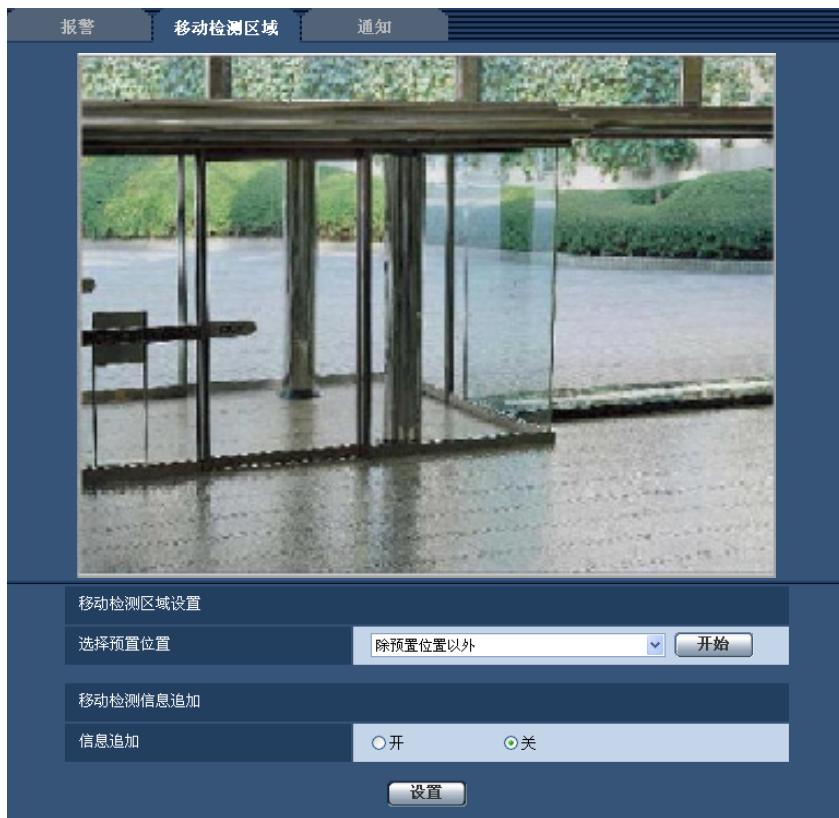 报警 移动检测区域 通知
移动检测区域设置
选择预置位置 除预置位置以外 开始
移动检测信息追加
信息追加 开 关
设置